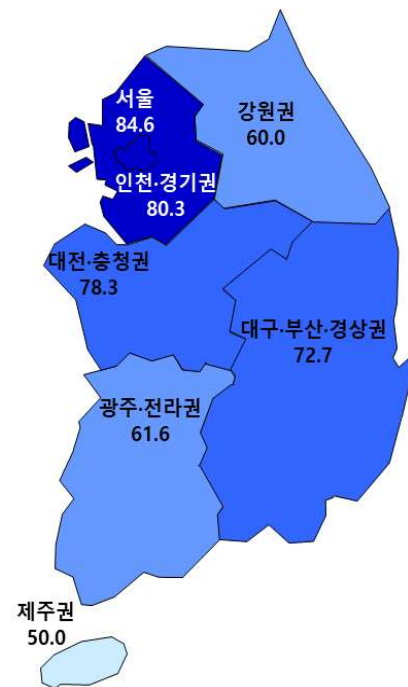 서울
84.6
강원권
60.0
인천·경기권
80.3
대전·충청권
78.3
대구·부산·경상권
72.7
광주·전라권
61.6
제주권
50.0